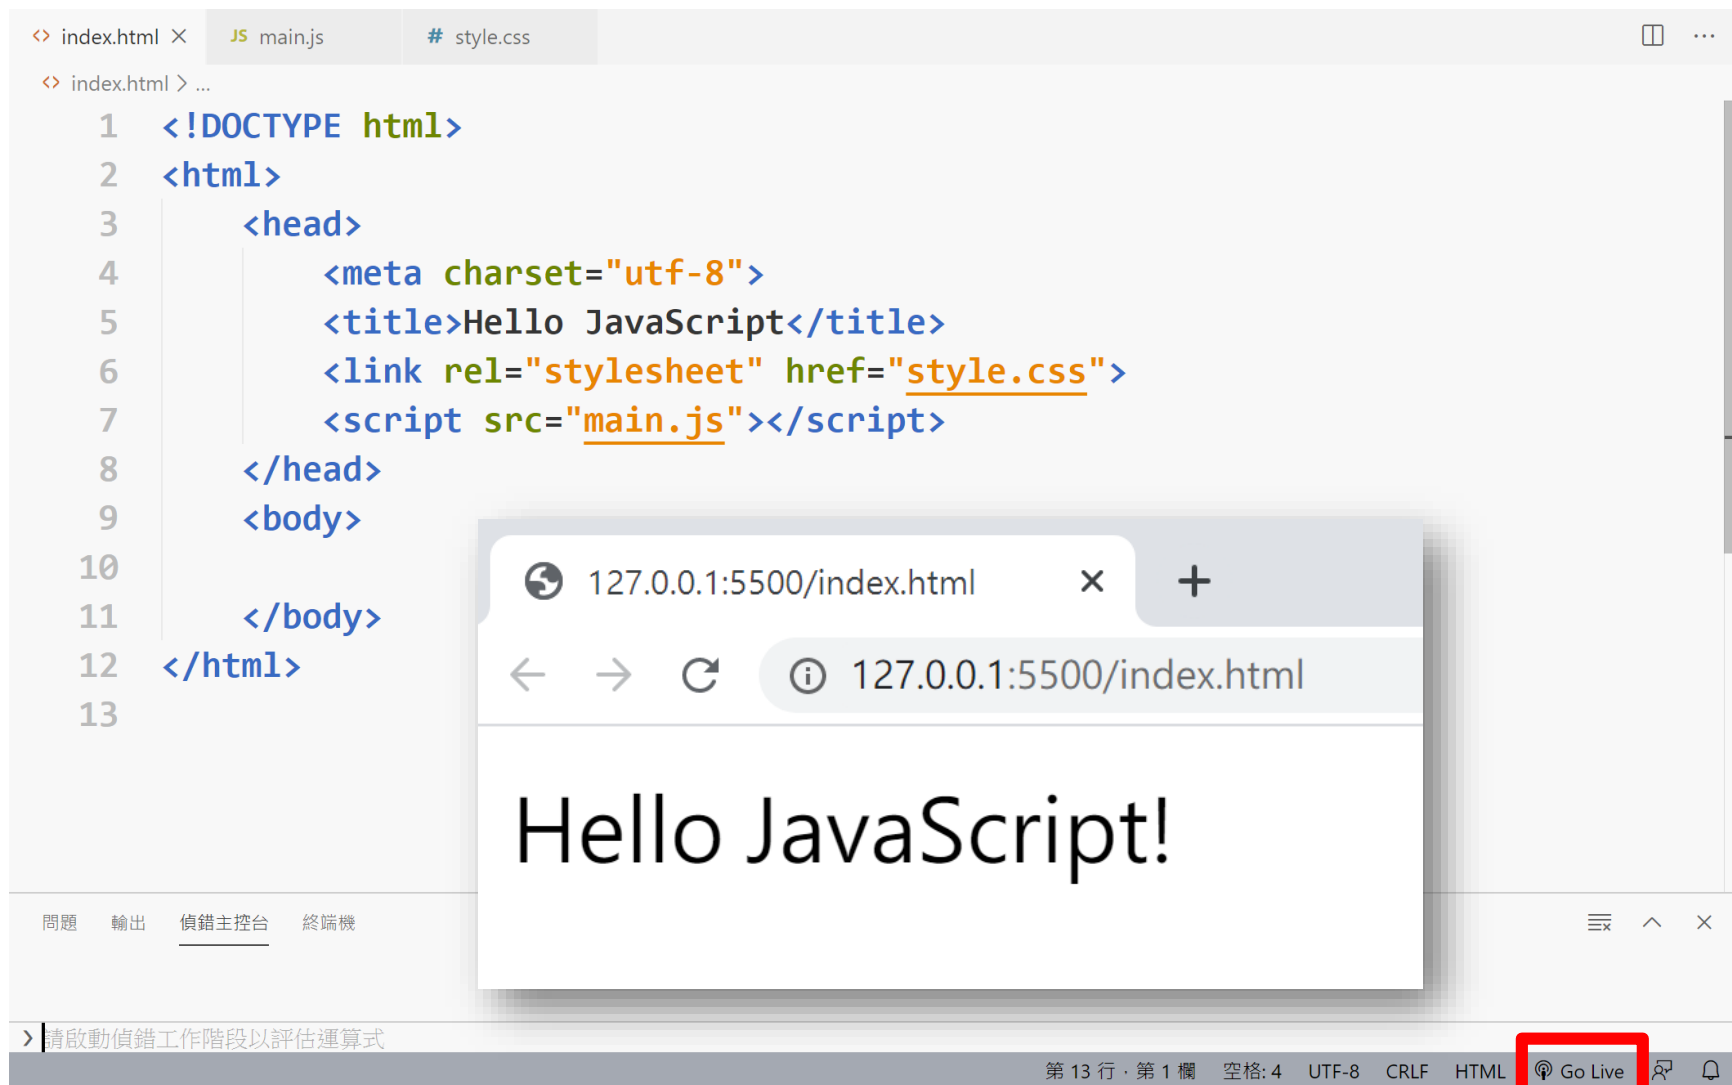 index.html
JS main.js
# style.css
index.html > ...
1 <!DOCTYPE html>
2 <html>
3 <head>
4 <meta charset="utf-8">
5 <title>Hello JavaScript</title>
6 <link rel="stylesheet" href="style.css">
7 <script src="main.js"></script>
8 </head>
9 <body>
10
11 </body>
12 </html>
13
127.0.0.1:5500/index.html
127.0.0.1:5500/index.html
Hello JavaScript!
問題 輸出 偵錯主控台 終端機
請啟動偵錯工作階段以評估運算式
第 13 行，第 1 欄 空格: 4 UTF-8 CRLF HTML Go Live